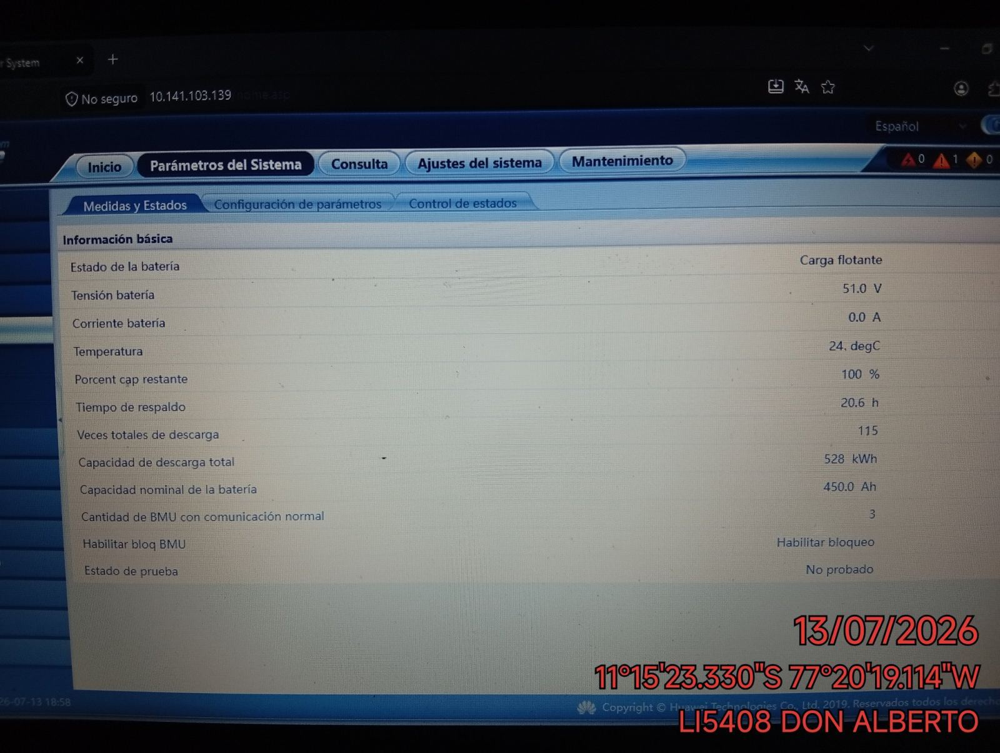 r System
No seguro 10.141.103.139
Español
Inicio Parámetros del Sistema Consulta Ajustes del sistema Mantenimiento 0 1 0
Medidas y Estados Configuración de parámetros Control de estados
Información básica
Estado de la batería Carga flotante
Tensión batería 51.0 V
Corriente batería 0.0 A
Temperatura 24. degC
Porcent cap restante 100 %
Tiempo de respaldo 20.6 h
Veces totales de descarga 115
Capacidad de descarga total 528 kWh
Capacidad nominal de la batería 450.0 Ah
Cantidad de BMU con comunicación normal 3
Habilitar bloq BMU Habilitar bloqueo
Estado de prueba No probado
13/07/2026
11°15'23.330"S 77°20'19.114"W
26-07-13 18:58
Copyright © Huawei Technologies Co., Ltd. 2019. Reservados todos los derecho
LI5408 DON ALBERTO